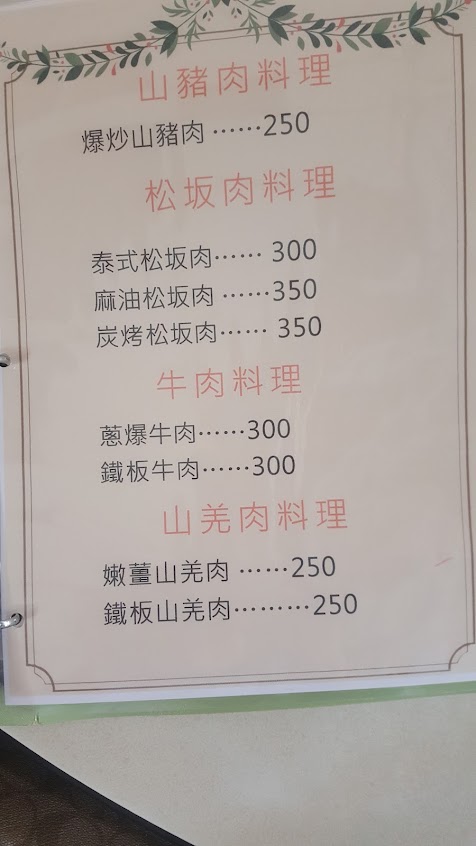 山豬肉料理
爆炒山豬肉 ……250
松坂肉料理
泰式松坂肉…… 300
麻油松坂肉 ……350
炭烤松坂肉…… 350
牛肉料理
蔥爆牛肉……300
鐵板牛肉……300
山羌肉料理
嫩薑山羌肉 ……250
鐵板山羌肉………250